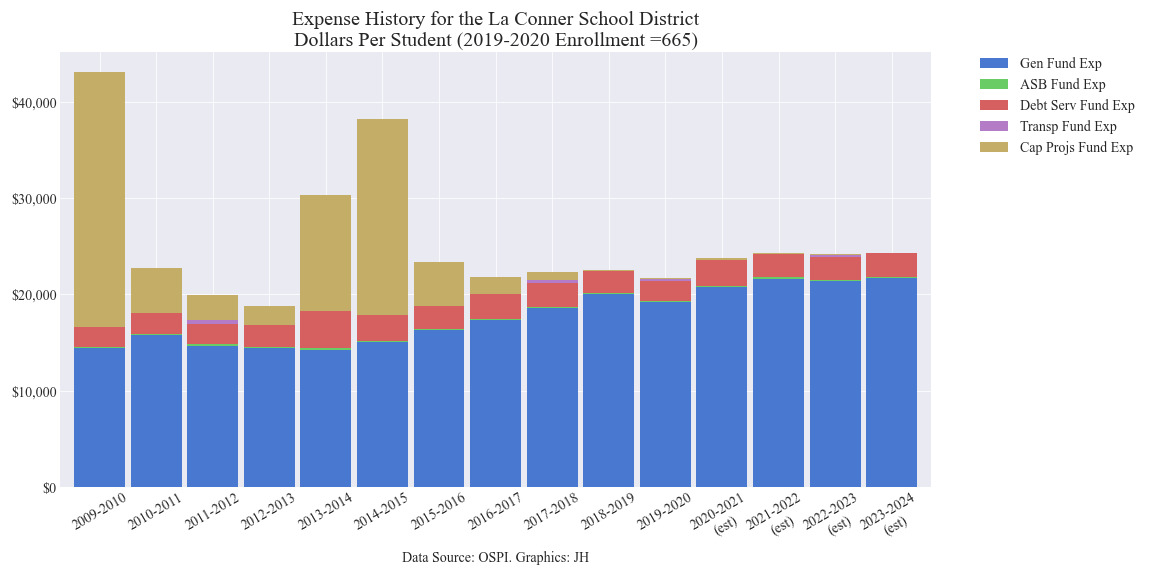 Expense History for the La Conner School District
Dollars Per Student (2019-2020 Enrollment =665)
Gen Fund Exp
ASB Fund Exp
Debt Serv Fund Exp
Transp Fund Exp
Cap Projs Fund Exp
$40,000
$30,000
$20,000
$10,000
$0
2009-2010
2010-2011
2011-2012
2012-2013
2013-2014
2014-2015
2015-2016
2016-2017
2017-2018
2018-2019
2019-2020
2020-2021
(est)
2021-2022
(est)
2022-2023
(est)
2023-2024
(est)
Data Source: OSPI. Graphics: JH